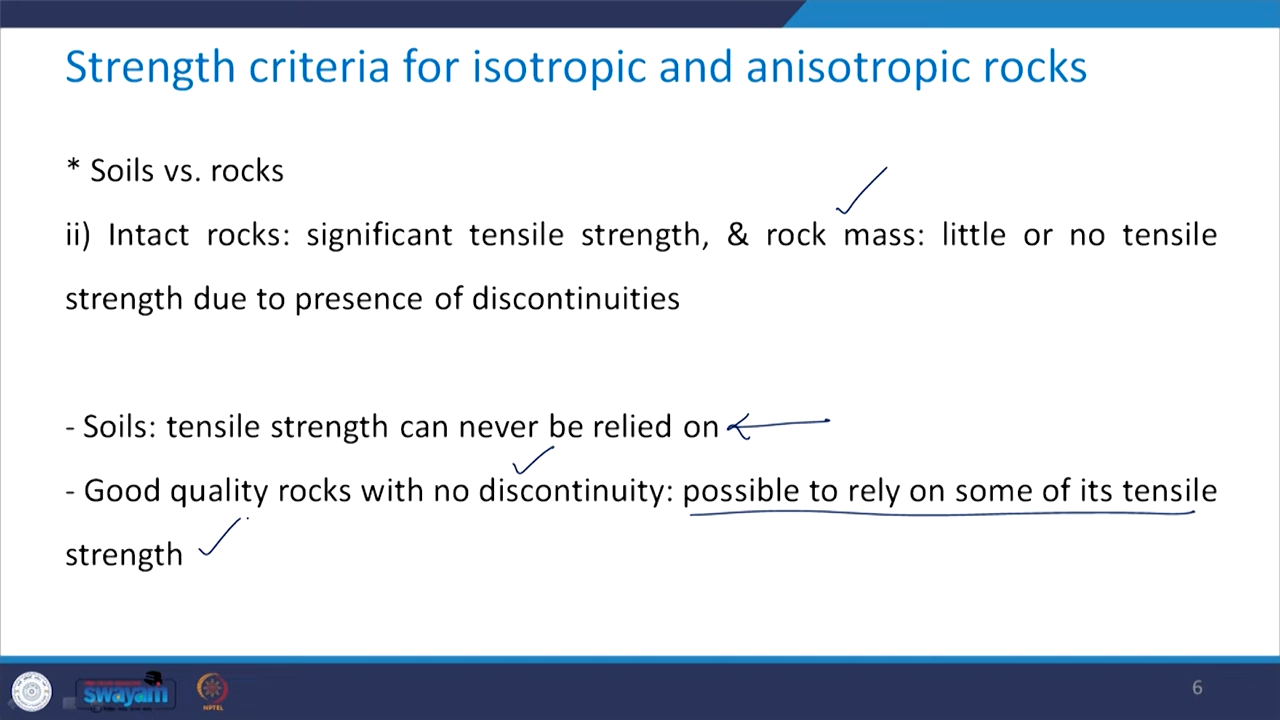 Strength criteria for isotropic and anisotropic rocks
* Soils vs. rocks
ii) Intact rocks: significant tensile strength, & rock mass: little or no tensile
strength due to presence of discontinuities
- Soils: tensile strength can never be relied on
- Good quality rocks with no discontinuity: possible to rely on some of its tensile
strength
swayam
NPTEL
6